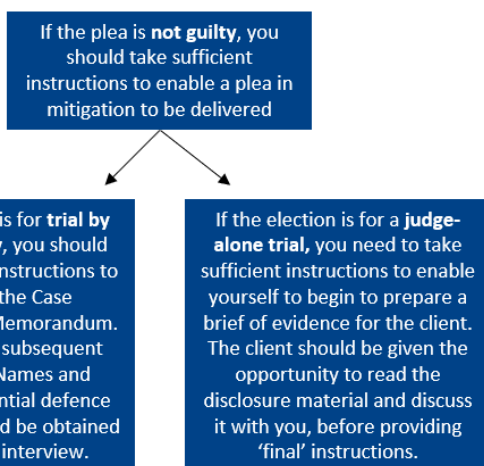 If the plea is not guilty, you
should take sufficient
instructions to enable a plea in
mitigation to be delivered
is for trial by
, you should
nstructions to
the Case
Memorandum.
subsequent
Names and
ntial defence
d be obtained
interview.
If the election is for a judge-
alone trial, you need to take
sufficient instructions to enable
yourself to begin to prepare a
brief of evidence for the client.
The client should be given the
opportunity to read the
disclosure material and discuss
it with you, before providing
‘final’ instructions.